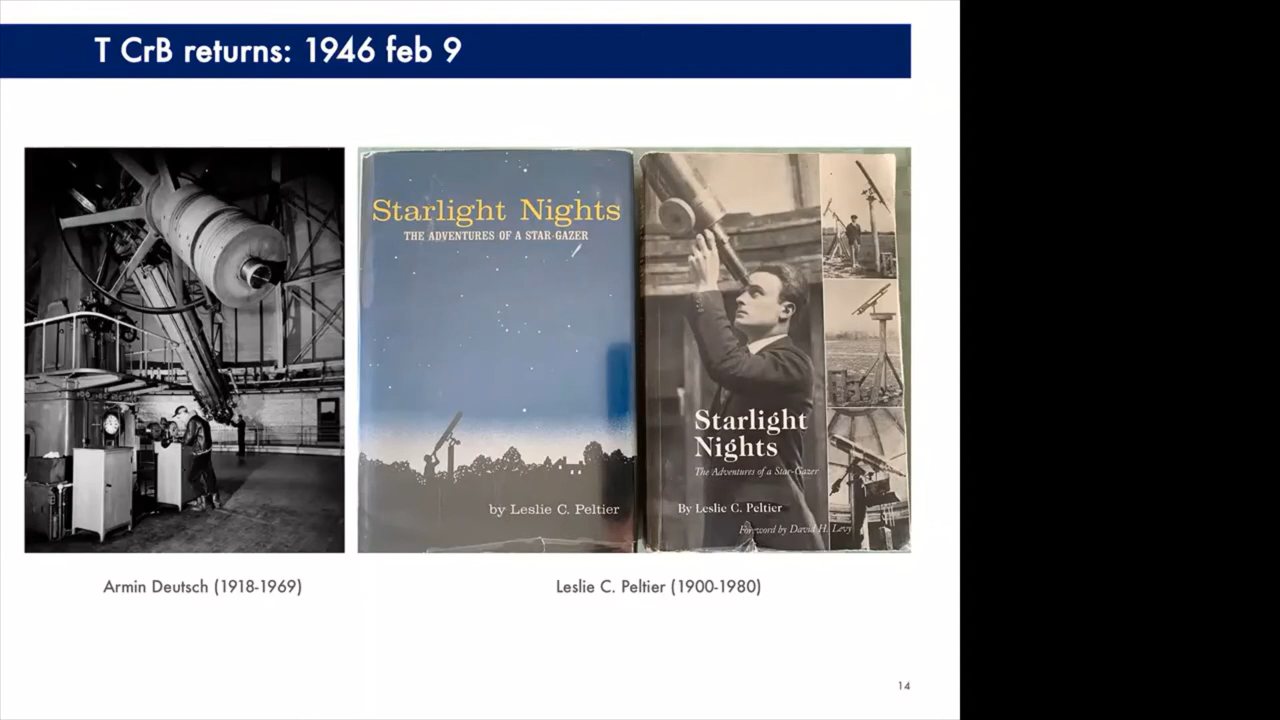 T CrB returns: 1946 feb 9
Starlight Nights
THE ADVENTURES OF A STAR-GAZER
by Leslie C. Peltier
Starlight
Nights
The Adventures of a Star-Gazer
By Leslie C. Peltier
Foreword by David H. Levy
Armin Deutsch (1918-1969)
Leslie C. Peltier (1900-1980)
14